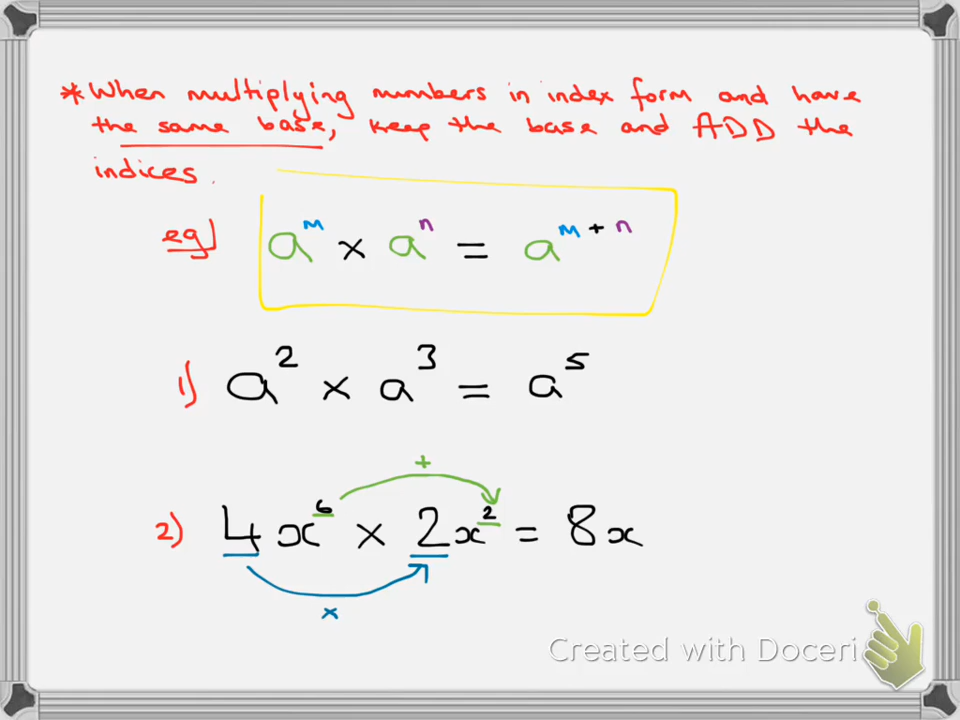 *When multiplying numbers in index form and have
the same base, keep the base and ADD the
indices.
eg) aᵐ × aⁿ = aᵐ⁺ⁿ
1) a² × a³ = a⁵
+
2) 4x⁶ × 2x² = 8x
×
Created with Doceri